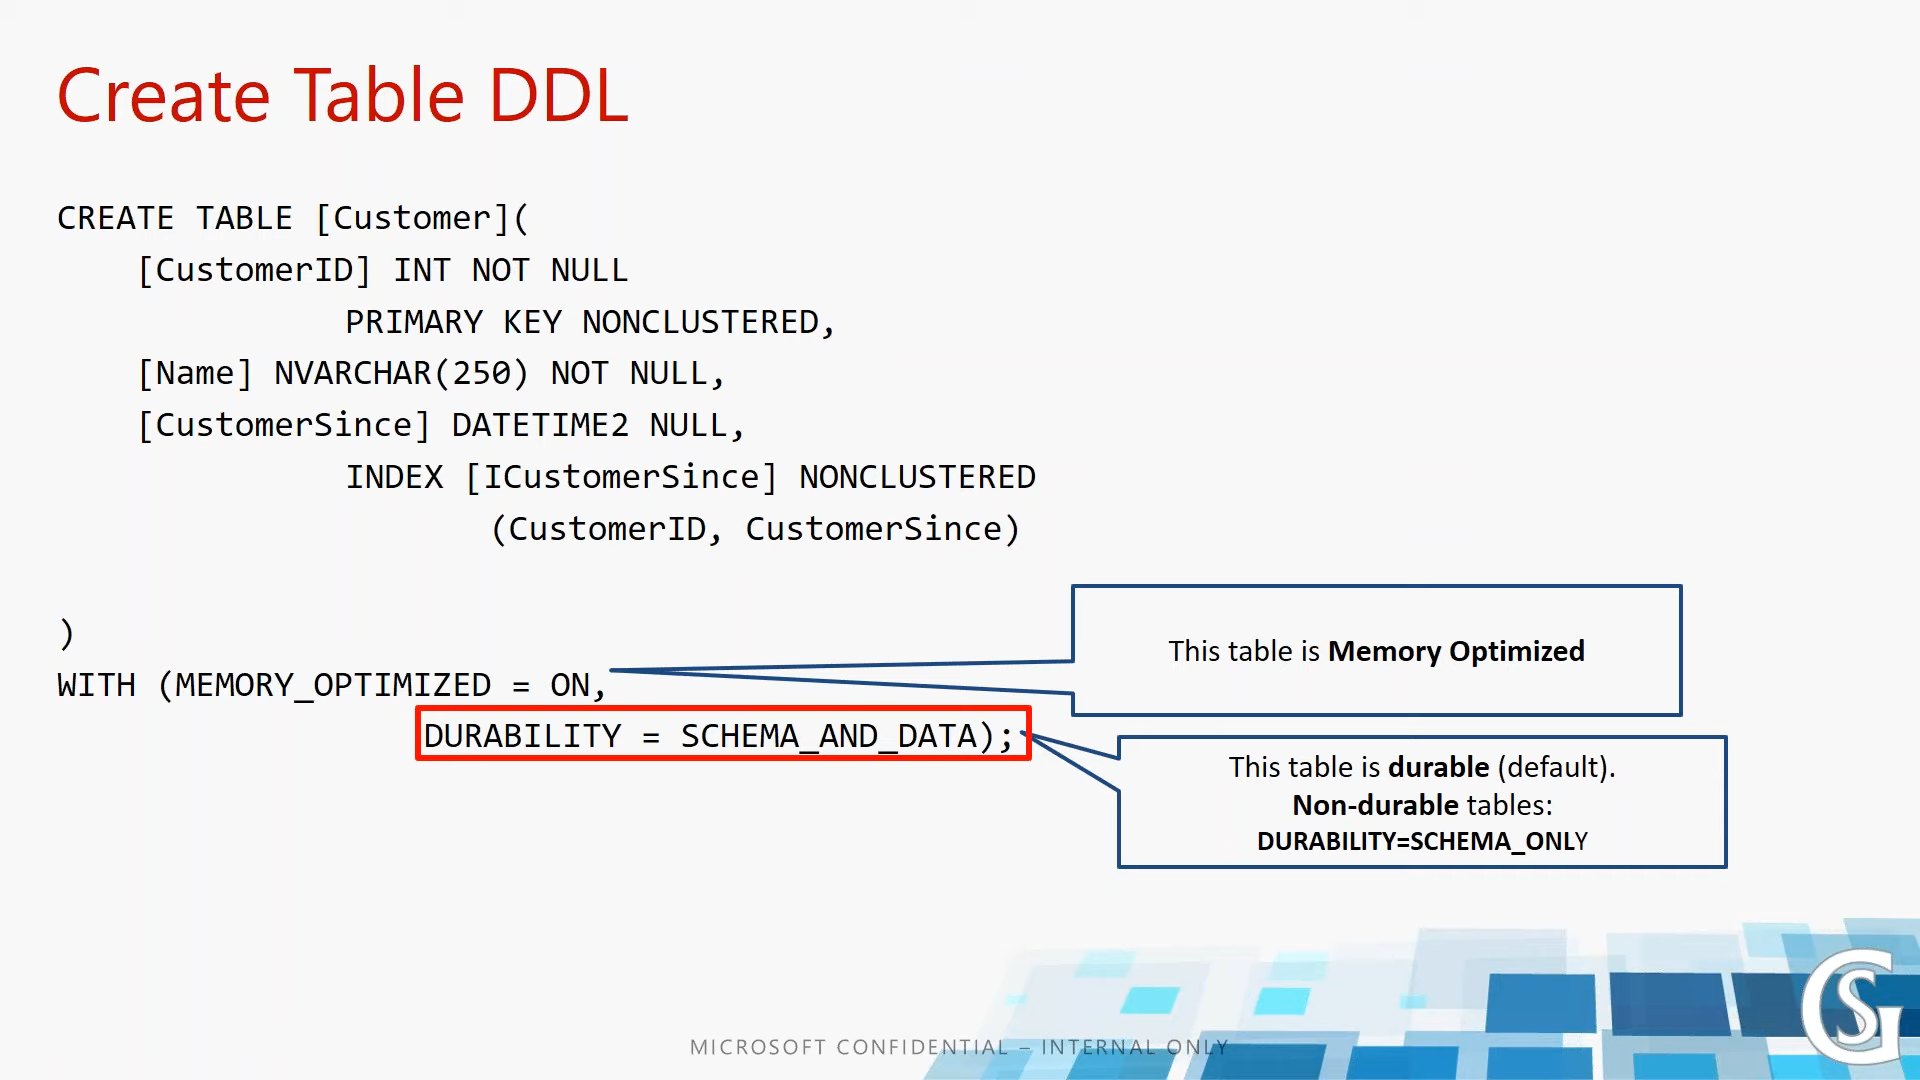 Create Table DDL
CREATE TABLE [Customer](
[CustomerID] INT NOT NULL
PRIMARY KEY NONCLUSTERED,
[Name] NVARCHAR(250) NOT NULL,
[CustomerSince] DATETIME2 NULL,
INDEX [ICustomerSince] NONCLUSTERED
(CustomerID, CustomerSince)
)
WITH (MEMORY_OPTIMIZED = ON,
DURABILITY = SCHEMA_AND_DATA);
This table is Memory Optimized
This table is durable (default).
Non-durable tables:
DURABILITY=SCHEMA_ONLY
MICROSOFT CONFIDENTIAL – INTERNAL ONLY
GS